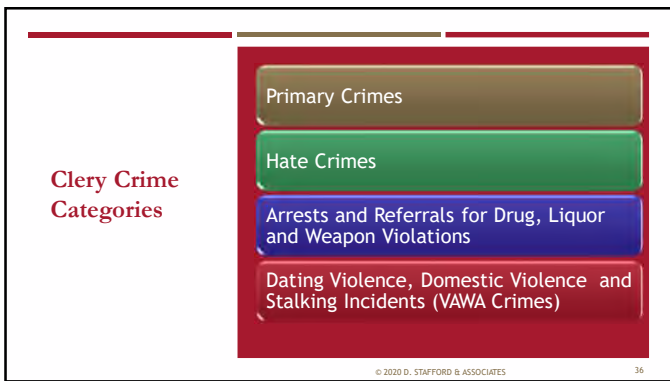 Clery Crime
Categories
Primary Crimes
Hate Crimes
Arrests and Referrals for Drug, Liquor
and Weapon Violations
Dating Violence, Domestic Violence and
Stalking Incidents (VAWA Crimes)
© 2020 D. STAFFORD & ASSOCIATES
36